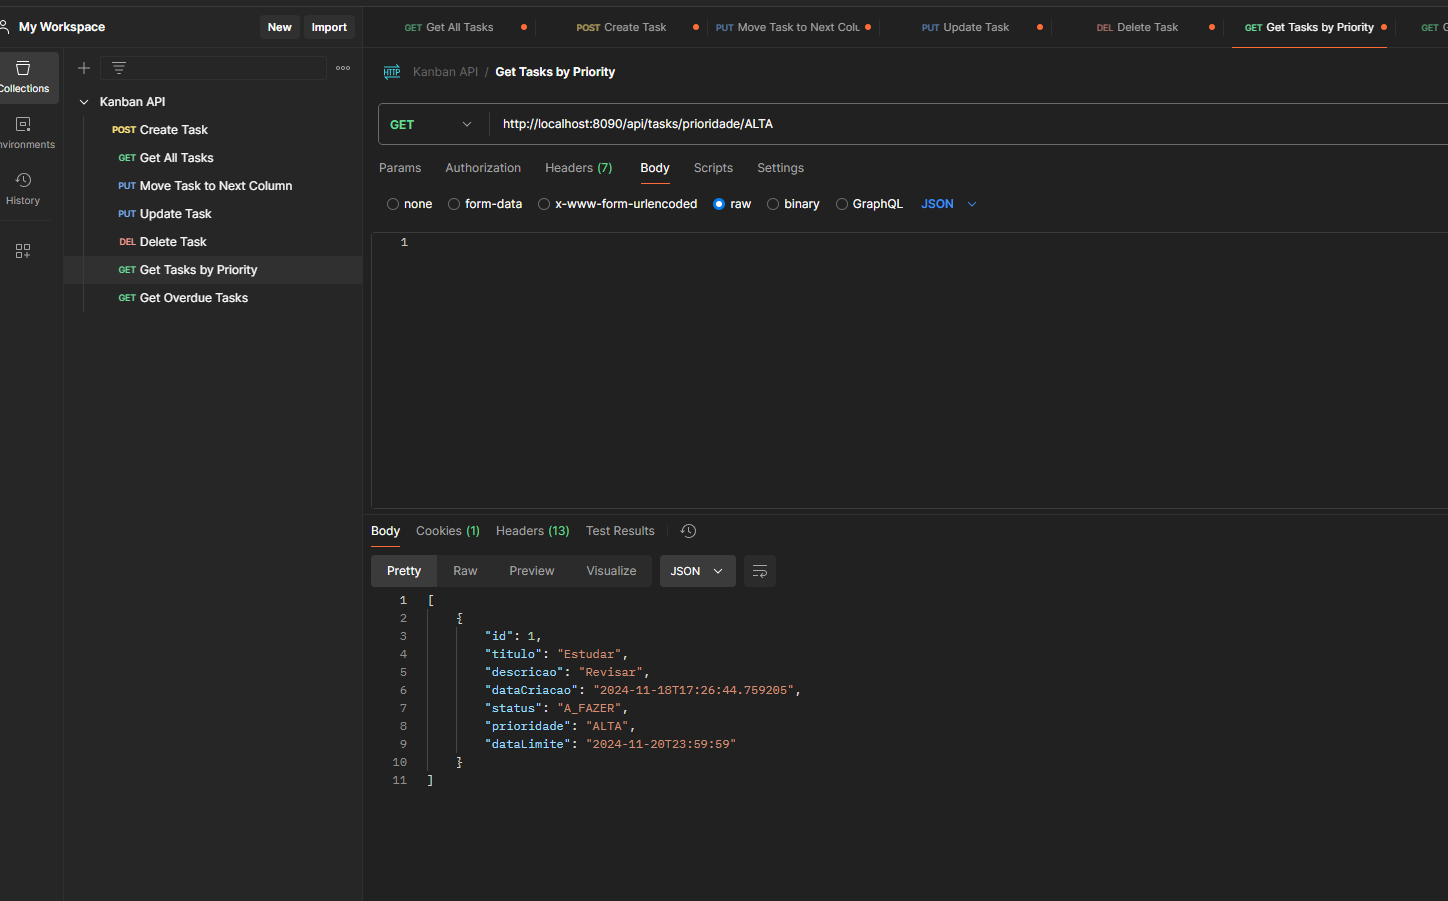 My Workspace
New
Import
GET Get All Tasks
POST Create Task
PUT Move Task to Next Colu
PUT Update Task
DEL Delete Task
GET Get Tasks by Priority
GET G
Collections
nvironments
History
Kanban API
POST Create Task
GET Get All Tasks
PUT Move Task to Next Column
PUT Update Task
DEL Delete Task
GET Get Tasks by Priority
GET Get Overdue Tasks
HTTP Kanban API / Get Tasks by Priority
GET http://localhost:8090/api/tasks/prioridade/ALTA
Params Authorization Headers (7) Body Scripts Settings
none form-data x-www-form-urlencoded raw binary GraphQL JSON
1
Body Cookies (1) Headers (13) Test Results
Pretty Raw Preview Visualize JSON
1 [
2 {
3 "id": 1,
4 "titulo": "Estudar",
5 "descricao": "Revisar",
6 "dataCriacao": "2024-11-18T17:26:44.759205",
7 "status": "A_FAZER",
8 "prioridade": "ALTA",
9 "dataLimite": "2024-11-20T23:59:59"
10 }
11 ]